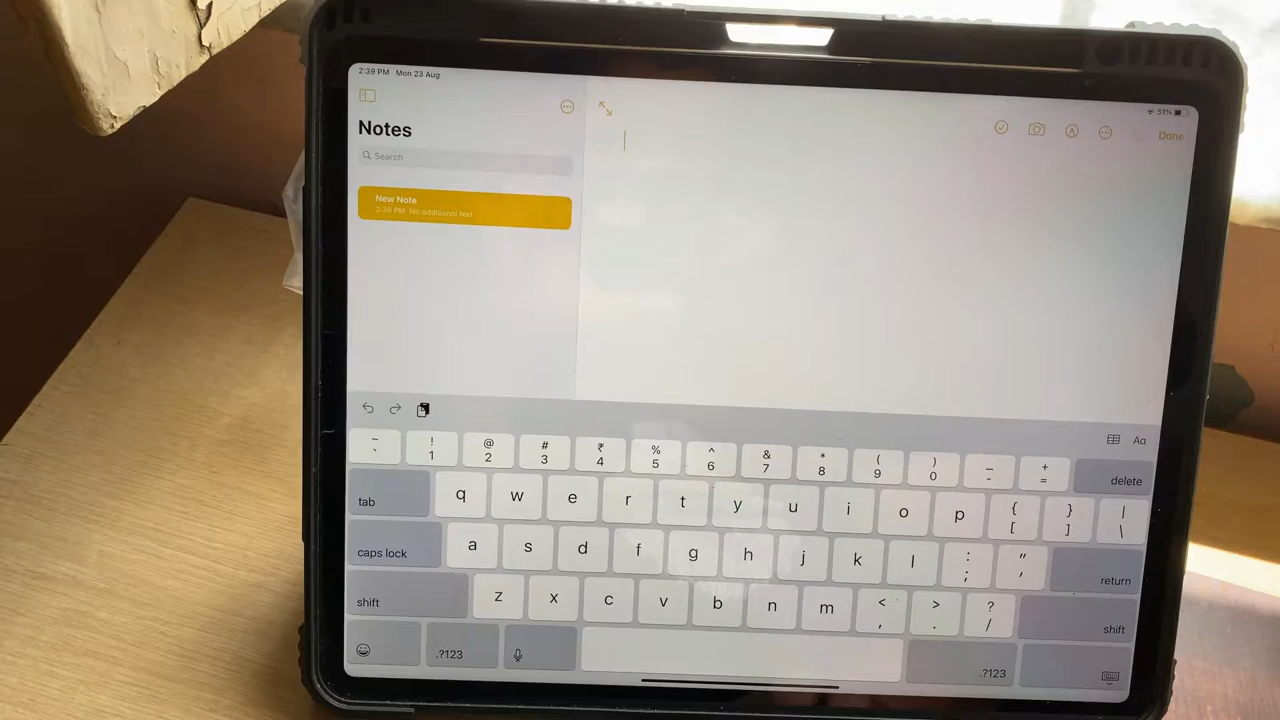 2:39 PM Mon 23 Aug
51%
Notes
Done
Search
New Note
2:39 PM No additional text
Aa
~ ! @ # ₹ % ^ & * ( ) _ +
` 1 2 3 4 5 6 7 8 9 0 - = delete
tab q w e r t y u i o p { [ } ] | \
caps lock a s d f g h j k l : ; " ' return
shift z x c v b n m < , > . ? / shift
.?123 .?123